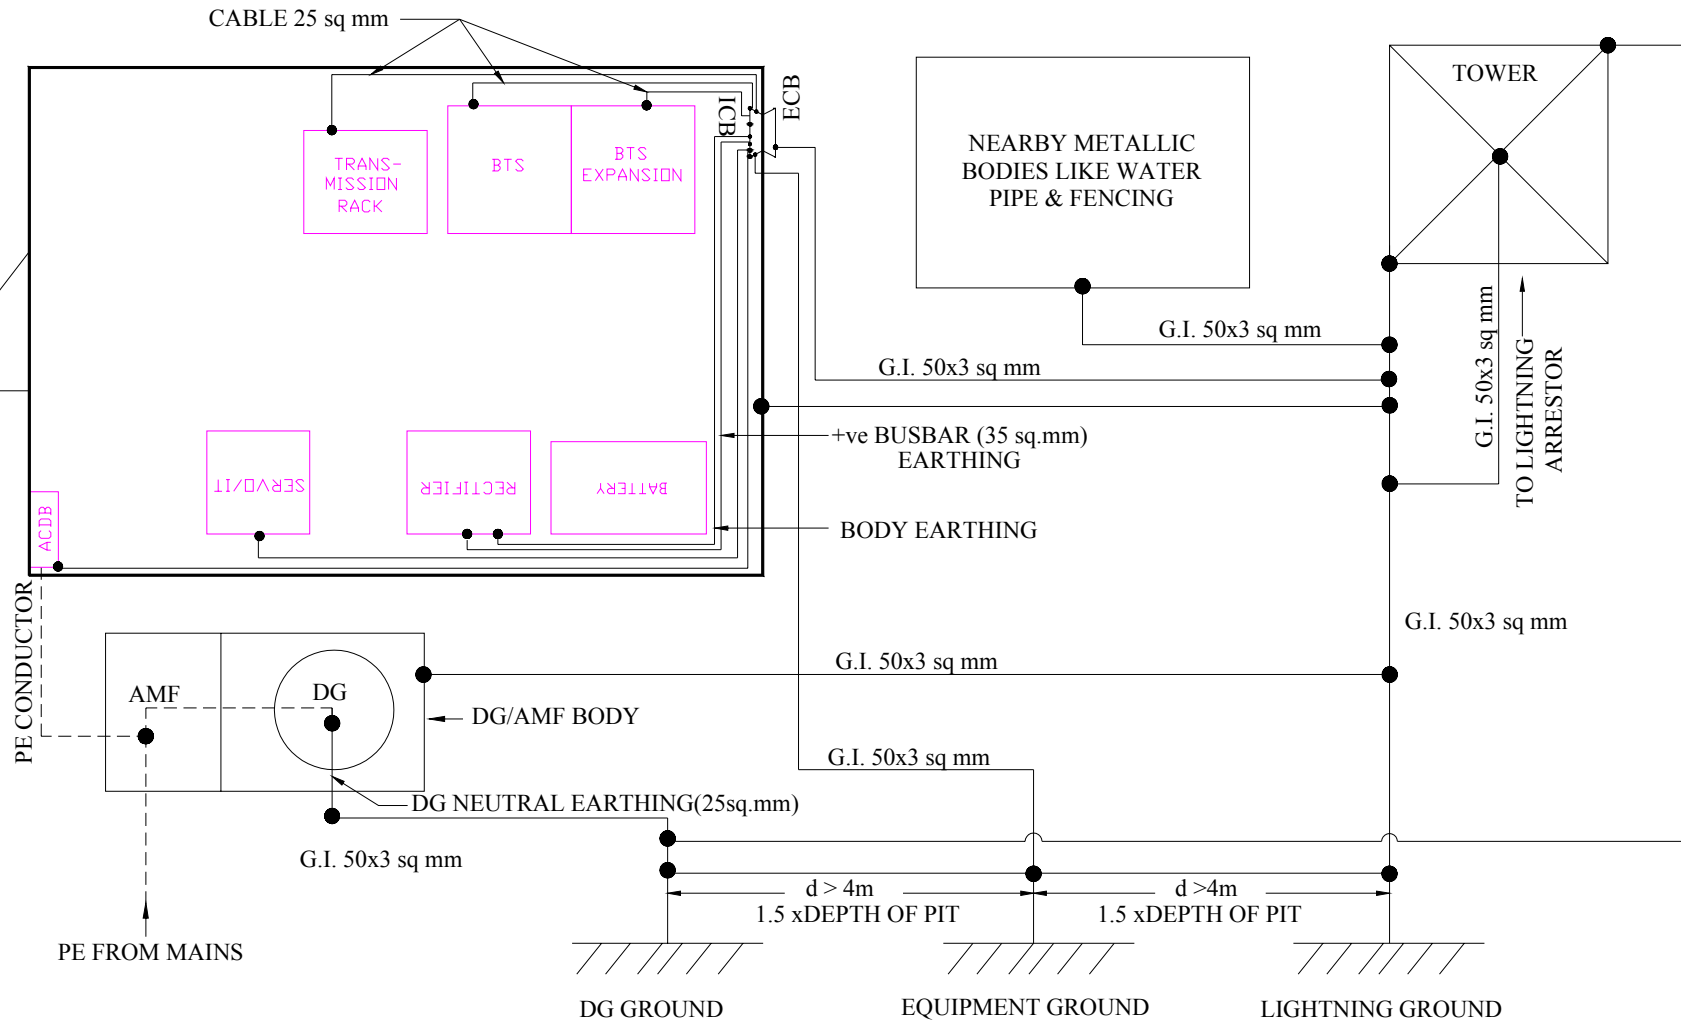 CABLE 25 sq mm
TOWER
ICB
ECB
NEARBY METALLIC
BODIES LIKE WATER
PIPE & FENCING
TRANS-
MISSION
RACK
BTS
BTS
EXPANSION
G.I. 50x3 sq mm
G.I. 50x3 sq mm
G.I. 50x3 sq mm
TO LIGHTNING
ARRESTOR
+ve BUSBAR (35 sq.mm)
EARTHING
SERVO/IT
RECTIFIER
BATTERY
ACDB
BODY EARTHING
PE CONDUCTOR
G.I. 50x3 sq mm
G.I. 50x3 sq mm
AMF
DG
DG/AMF BODY
G.I. 50x3 sq mm
DG NEUTRAL EARTHING(25sq.mm)
G.I. 50x3 sq mm
d > 4m
1.5 xDEPTH OF PIT
d >4m
1.5 xDEPTH OF PIT
PE FROM MAINS
DG GROUND
EQUIPMENT GROUND
LIGHTNING GROUND